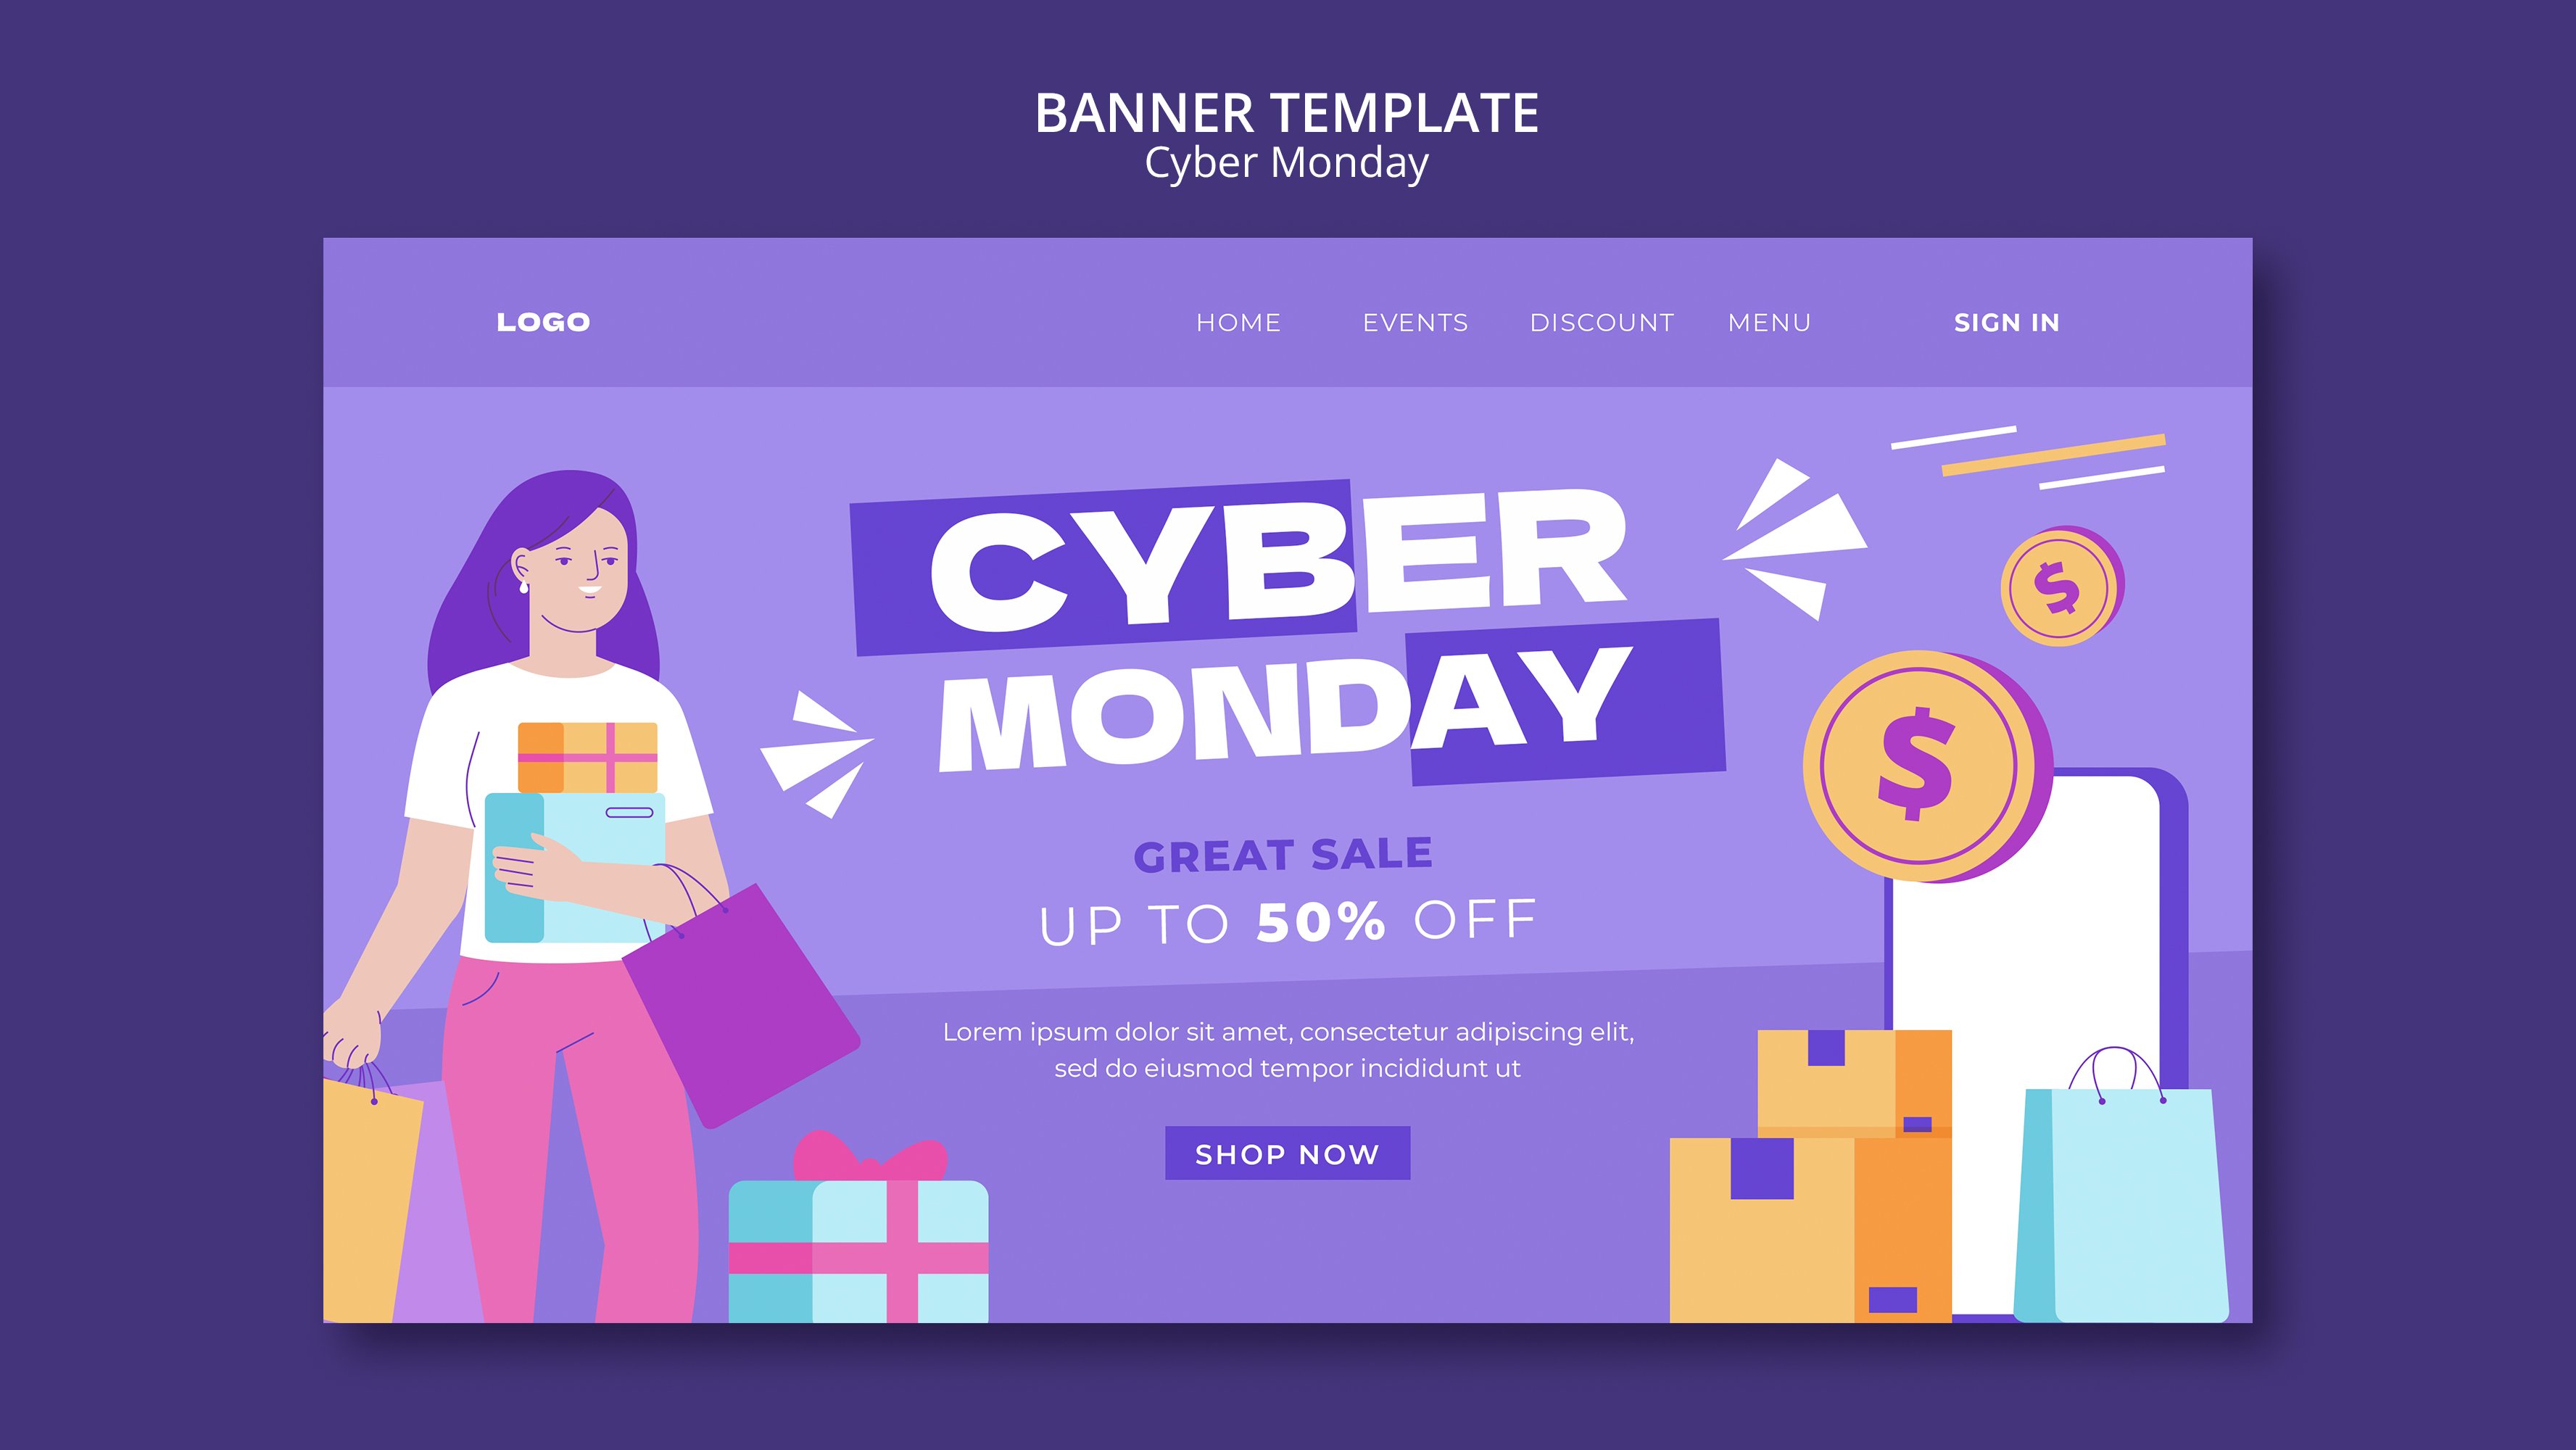 BANNER TEMPLATE
Cyber Monday
LOGO HOME EVENTS DISCOUNT MENU SIGN IN
CYBER
MONDAY
$
$
GREAT SALE
UP TO 50% OFF
Lorem ipsum dolor sit amet, consectetur adipiscing elit,
sed do eiusmod tempor incididunt ut
SHOP NOW